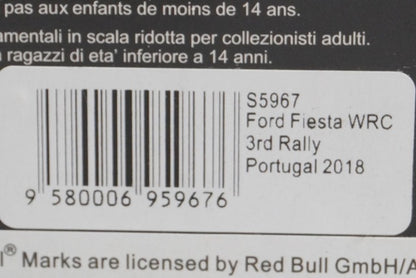 pas aux enfants de moins de 14 ans.
amentali in scala ridotta per collezionisti adulti.
ragazzi di eta' inferiore a 14 anni.
S5967
Ford Fiesta WRC
3rd Rally
Portugal 2018
9 580006 959676
® Marks are licensed by Red Bull GmbH/A